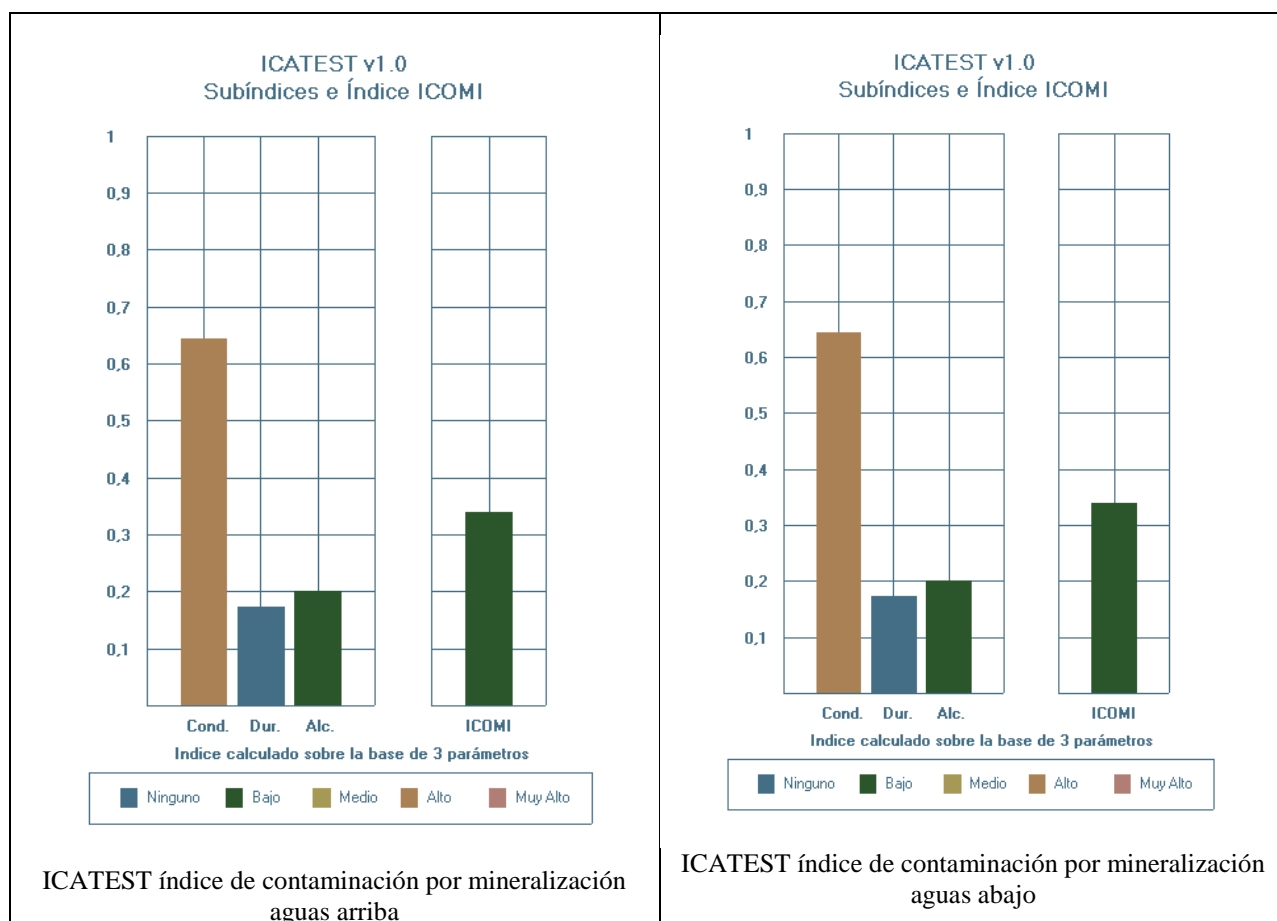 ICATEST v1.0
Subíndices e Índice ICOMI
1
0,9
0,8
0,7
0,6
0,5
0,4
0,3
0,2
0,1
Cond. Dur. Alc. ICOMI
Indice calculado sobre la base de 3 parámetros
Ninguno Bajo Medio Alto Muy Alto
ICATEST índice de contaminación por mineralización
aguas arriba
ICATEST v1.0
Subíndices e Índice ICOMI
1
0,9
0,8
0,7
0,6
0,5
0,4
0,3
0,2
0,1
Cond. Dur. Alc. ICOMI
Indice calculado sobre la base de 3 parámetros
Ninguno Bajo Medio Alto Muy Alto
ICATEST índice de contaminación por mineralización
aguas abajo